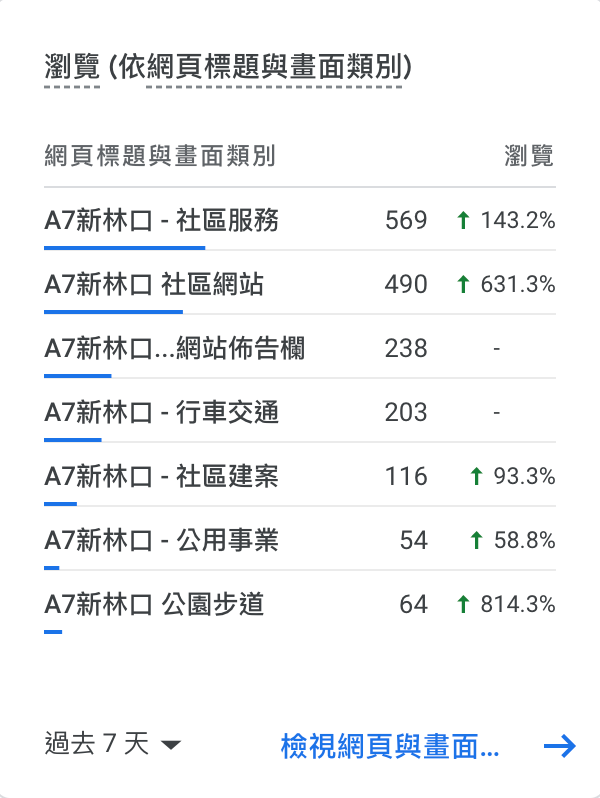 瀏覽 (依網頁標題與畫面類別)
網頁標題與畫面類別 瀏覽
A7新林口 - 社區服務 569 ↑ 143.2%
A7新林口 社區網站 490 ↑ 631.3%
A7新林口...網站佈告欄 238 -
A7新林口 - 行車交通 203 -
A7新林口 - 社區建案 116 ↑ 93.3%
A7新林口 - 公用事業 54 ↑ 58.8%
A7新林口 公園步道 64 ↑ 814.3%
過去 7 天 檢視網頁與畫面... →